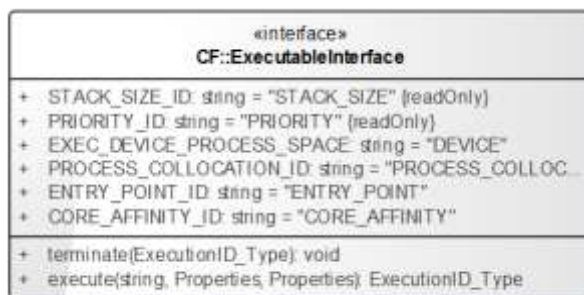 «interface»
CF::ExecutableInterface
+ STACK_SIZE_ID: string = "STACK_SIZE" {readOnly}
+ PRIORITY_ID: string = "PRIORITY" {readOnly}
+ EXEC_DEVICE_PROCESS_SPACE: string = "DEVICE"
+ PROCESS_COLLOCATION_ID: string = "PROCESS_COLLOC...
+ ENTRY_POINT_ID: string = "ENTRY_POINT"
+ CORE_AFFINITY_ID: string = "CORE_AFFINITY"
+ terminate(ExecutionID_Type): void
+ execute(string, Properties, Properties): ExecutionID_Type